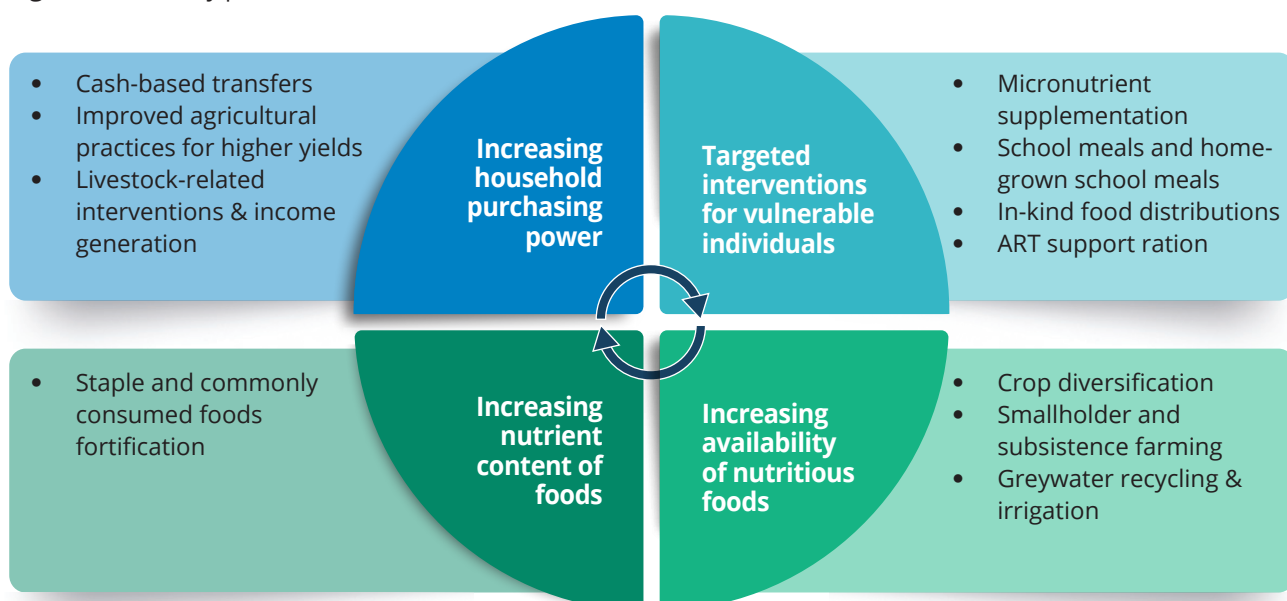 • Cash-based transfers
• Improved agricultural
practices for higher yields
• Livestock-related
interventions & income
generation
Increasing
household
purchasing
power
Targeted
interventions
for vulnerable
individuals
• Micronutrient
supplementation
• School meals and home-
grown school meals
• In-kind food distributions
• ART support ration
• Staple and commonly
consumed foods
fortification
Increasing
nutrient
content of
foods
Increasing
availability
of nutritious
foods
• Crop diversification
• Smallholder and
subsistence farming
• Greywater recycling &
irrigation